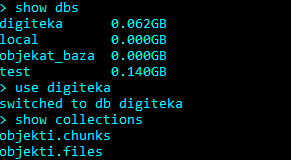 > show dbs
digiteka      0.062GB
local         0.000GB
objekat_baza  0.000GB
test          0.140GB
> use digiteka
switched to db digiteka
> show collections
objekti.chunks
objekti.files